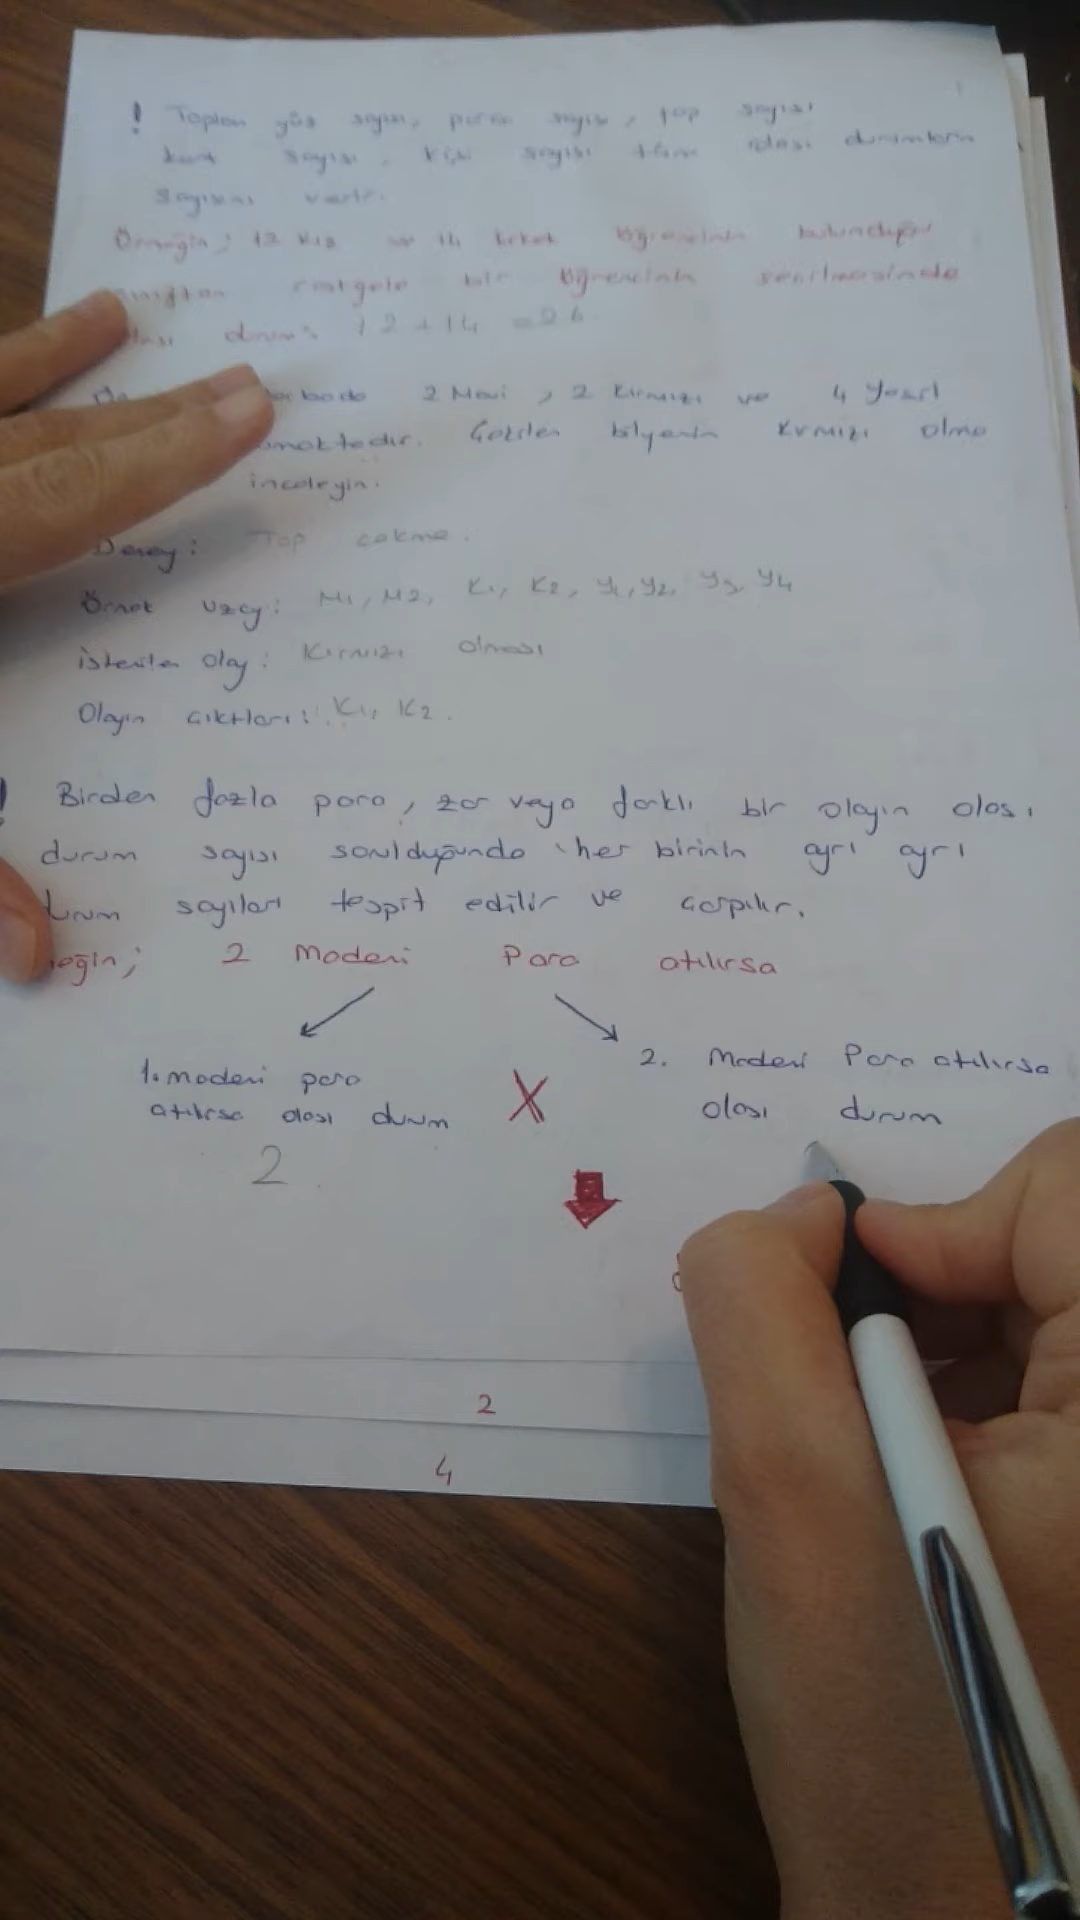 ! Toplam yüz sayısı, para sayısı, top sayısı
kart sayısı, kişi sayısı tüm olası durumların
sayısını verir.
Örneğin; 12 kız ve 14 Erkek öğrencinin bulunduğu
ıftan rastgele bir öğrencinin seçilmesinde
ası durum: 12+14=26.
bada 2 Mavi, 2 Kırmızı ve 4 Yeşil
maktadır. Çekilen bilyenin Kırmızı olma
inceleyin.
Deney: Top çekme.
Örnek uzay: M1, M2, K1, K2, Y1, Y2, Y3, Y4
İstenilen olay: Kırmızı olması
Olayın çıktıları: K1, K2.
! Birden fazla para, zar veya farklı bir olayın olası
durum sayısı sorulduğunda her birinin ayrı ayrı
durum sayıları tespit edilir ve çarpılır.
neğin; 2 Madeni Para atılırsa
1. madeni para
atılırsa olası durum
2
X
2. Madeni Para atılırsa
olası durum
2
4